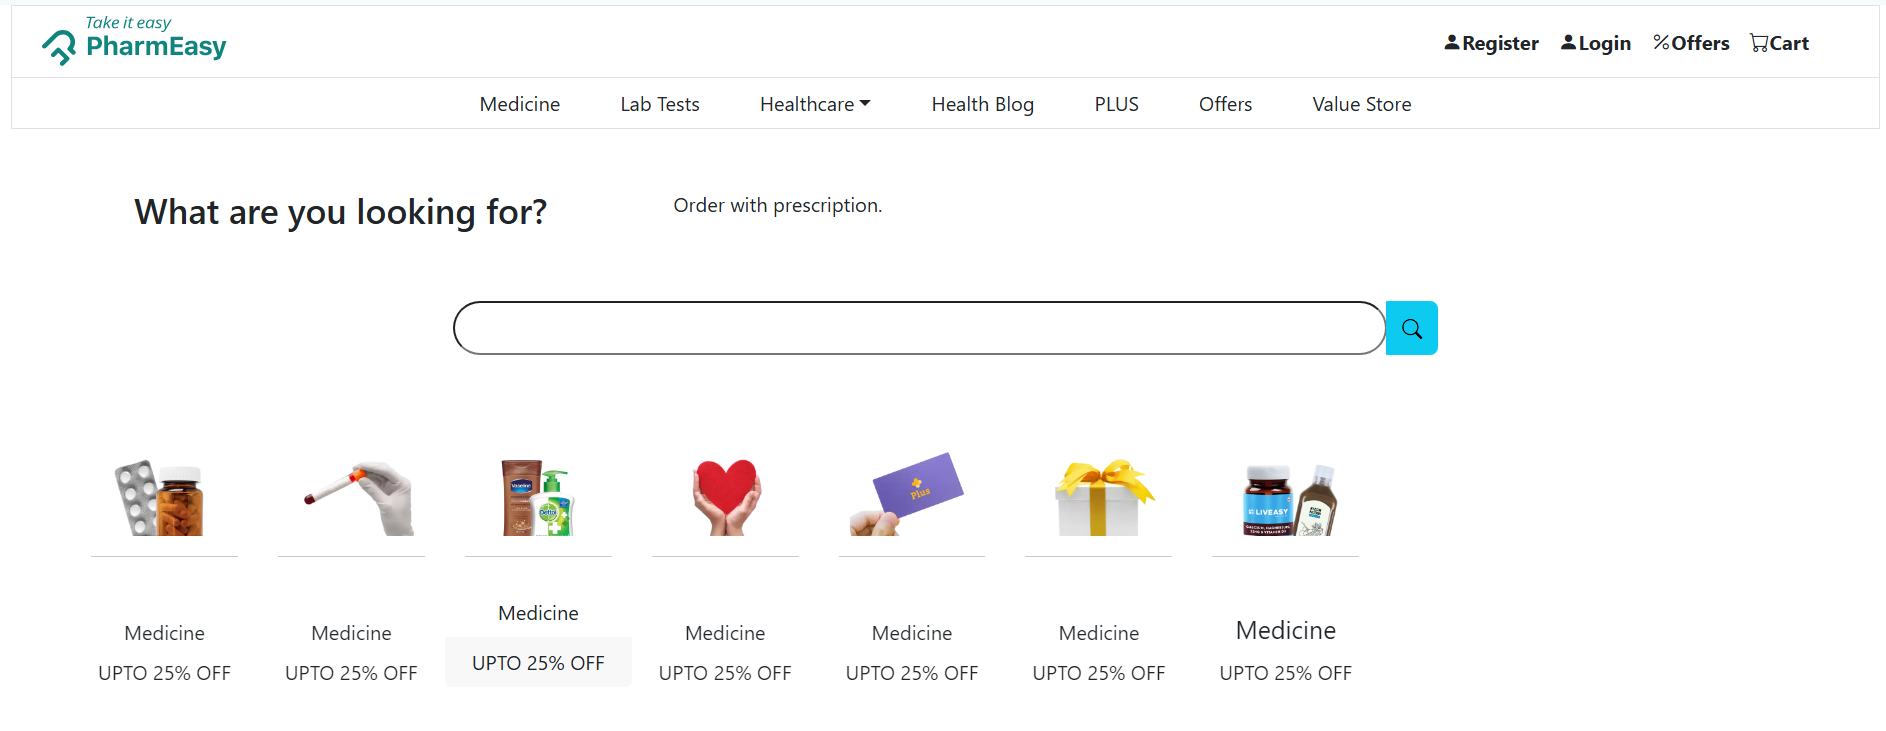 Take it easy
PharmEasy
Register Login Offers Cart
Medicine Lab Tests Healthcare Health Blog PLUS Offers Value Store
What are you looking for?
Order with prescription.
Vaseline
Dettol
Plus
LIVEASY
Medicine Medicine Medicine Medicine Medicine Medicine Medicine
UPTO 25% OFF UPTO 25% OFF UPTO 25% OFF UPTO 25% OFF UPTO 25% OFF UPTO 25% OFF UPTO 25% OFF